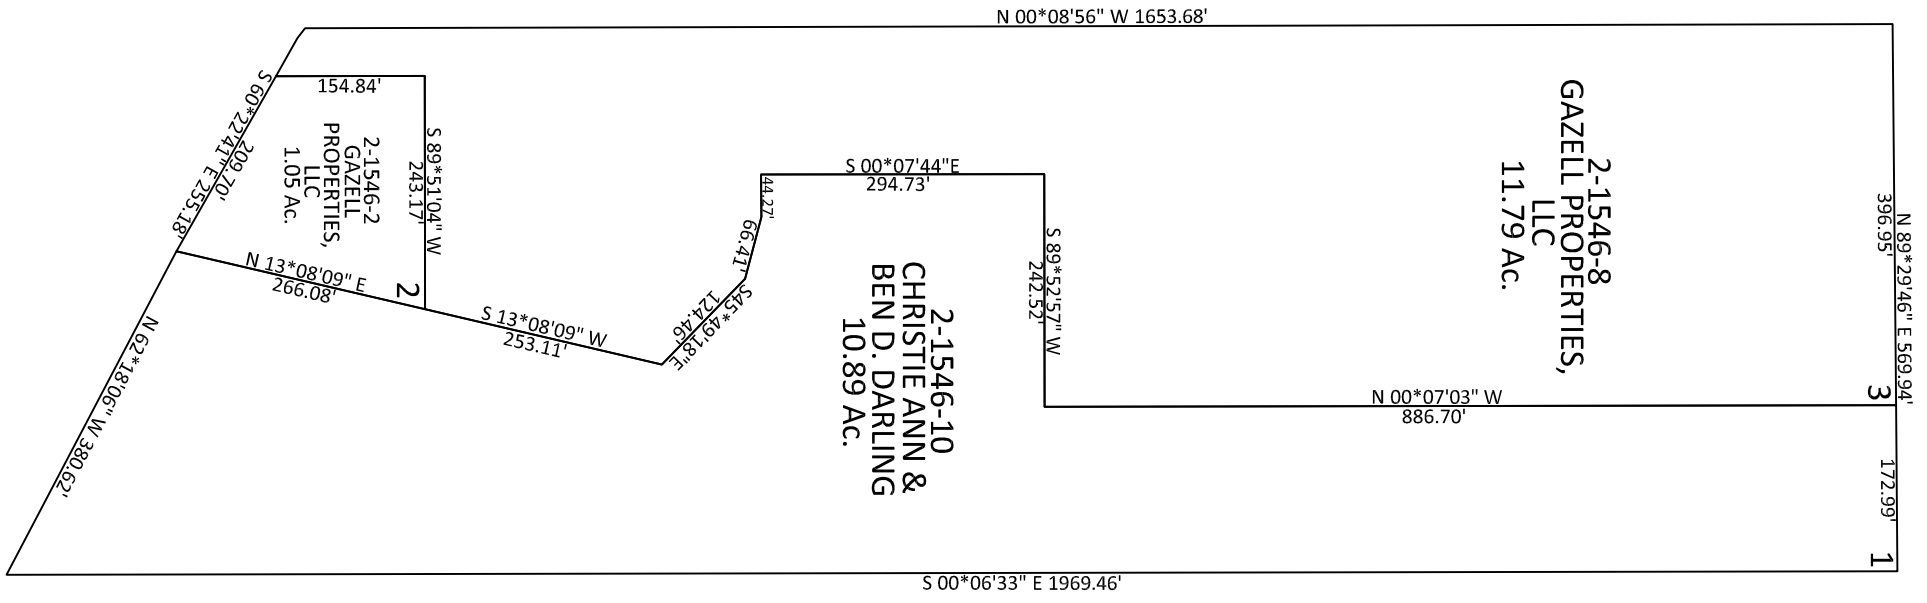 N 00*08'56" W 1653.68'
S 60*22'41" E 255.18'
209.70'
154.84'
2-1546-2
GAZELL
PROPERTIES,
LLC
1.05 Ac.
S 89*51'04" W
243.17'
2
N 13*08'09" E
266.08'
S 13*08'09" W
253.11'
S45*49'18"E
124.46'
66.41'
44.27'
S 00*07'44"E
294.73'
S 89*52'57" W
242.52'
2-1546-10
CHRISTIE ANN &
BEN D. DARLING
10.89 Ac.
2-1546-8
GAZELL PROPERTIES,
LLC
11.79 Ac.
N 00*07'03" W
886.70'
N 89*29'46" E 569.94'
396.95'
3
172.99'
1
N 62*18'06" W 380.62'
S 00*06'33" E 1969.46'